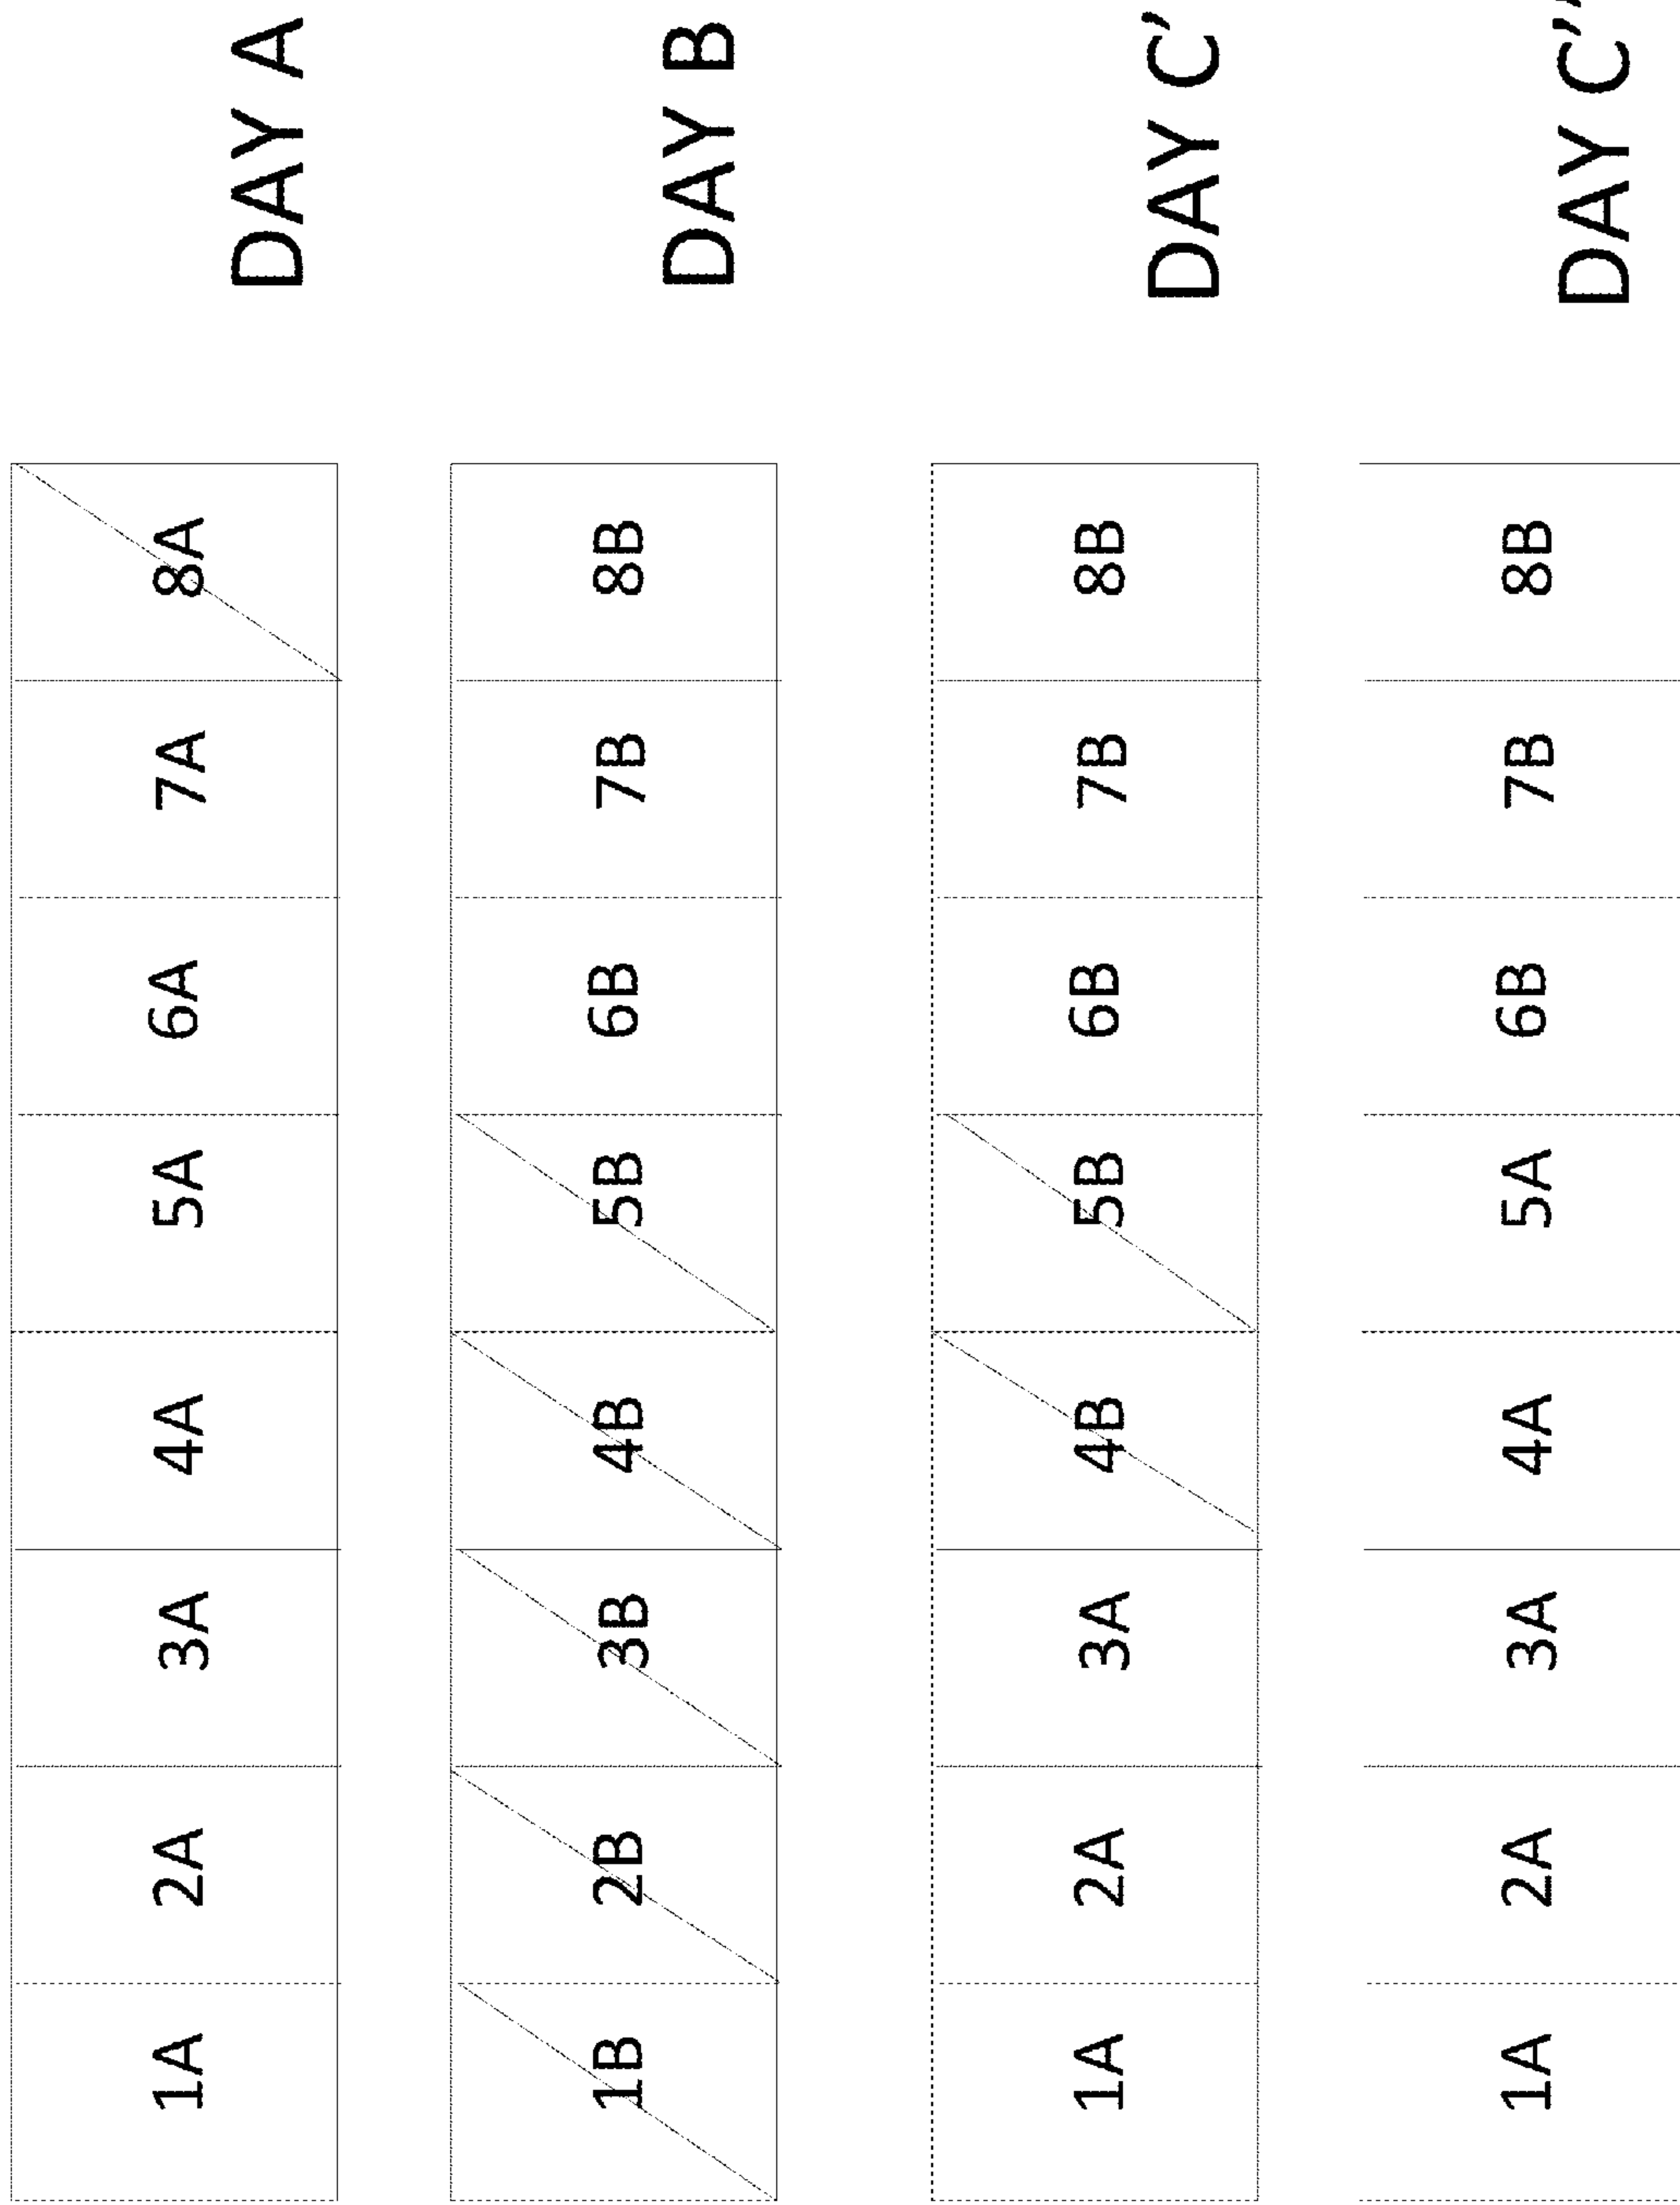 1A 2A 3A 4A 5A 6A 7A 8A DAY A
1B 2B 3B 4B 5B 6B 7B 8B DAY B
1A 2A 3A 4B 5B 6B 7B 8B DAY C’
1A 2A 3A 4A 5A 6B 7B 8B DAY C’’